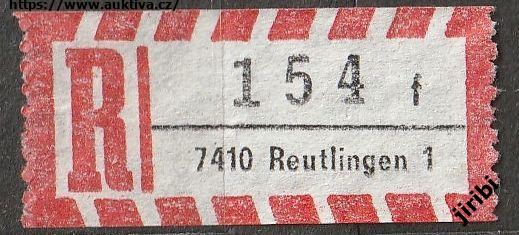 https://www.auktiva.cz/
R
154 f
7410 Reutlingen 1
jiribi